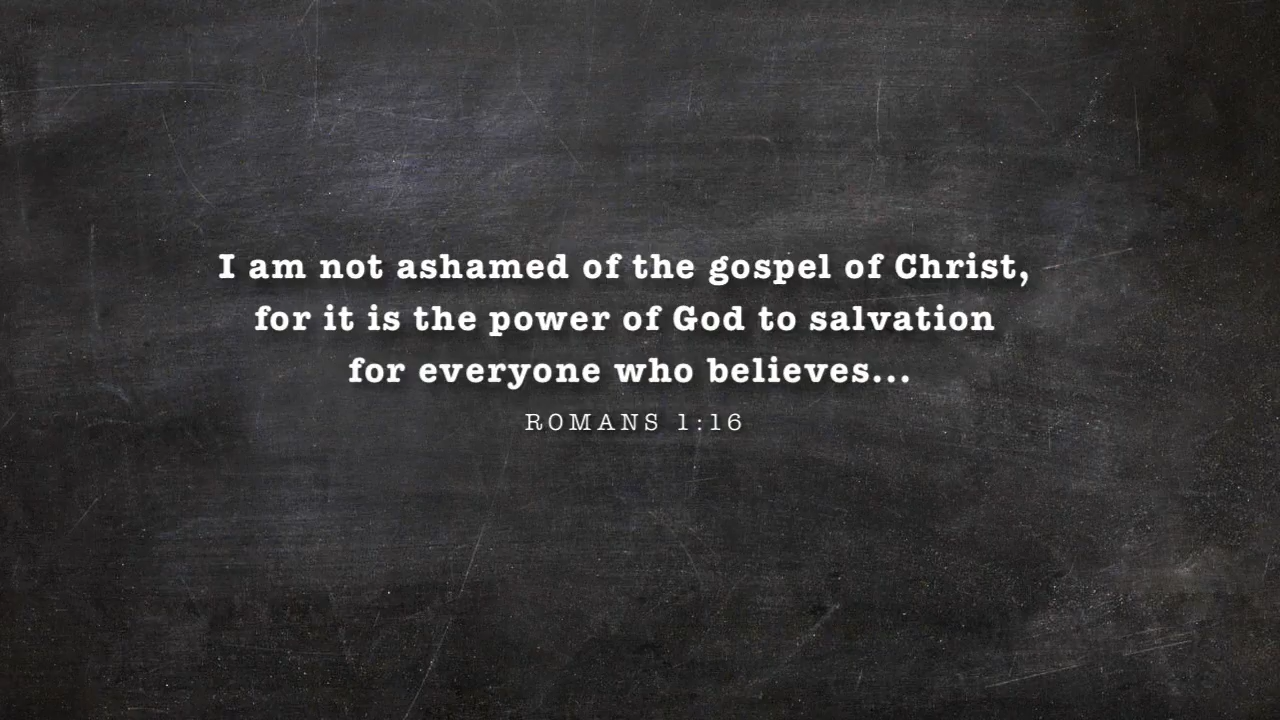 I am not ashamed of the gospel of Christ,
for it is the power of God to salvation
for everyone who believes...
ROMANS 1:16